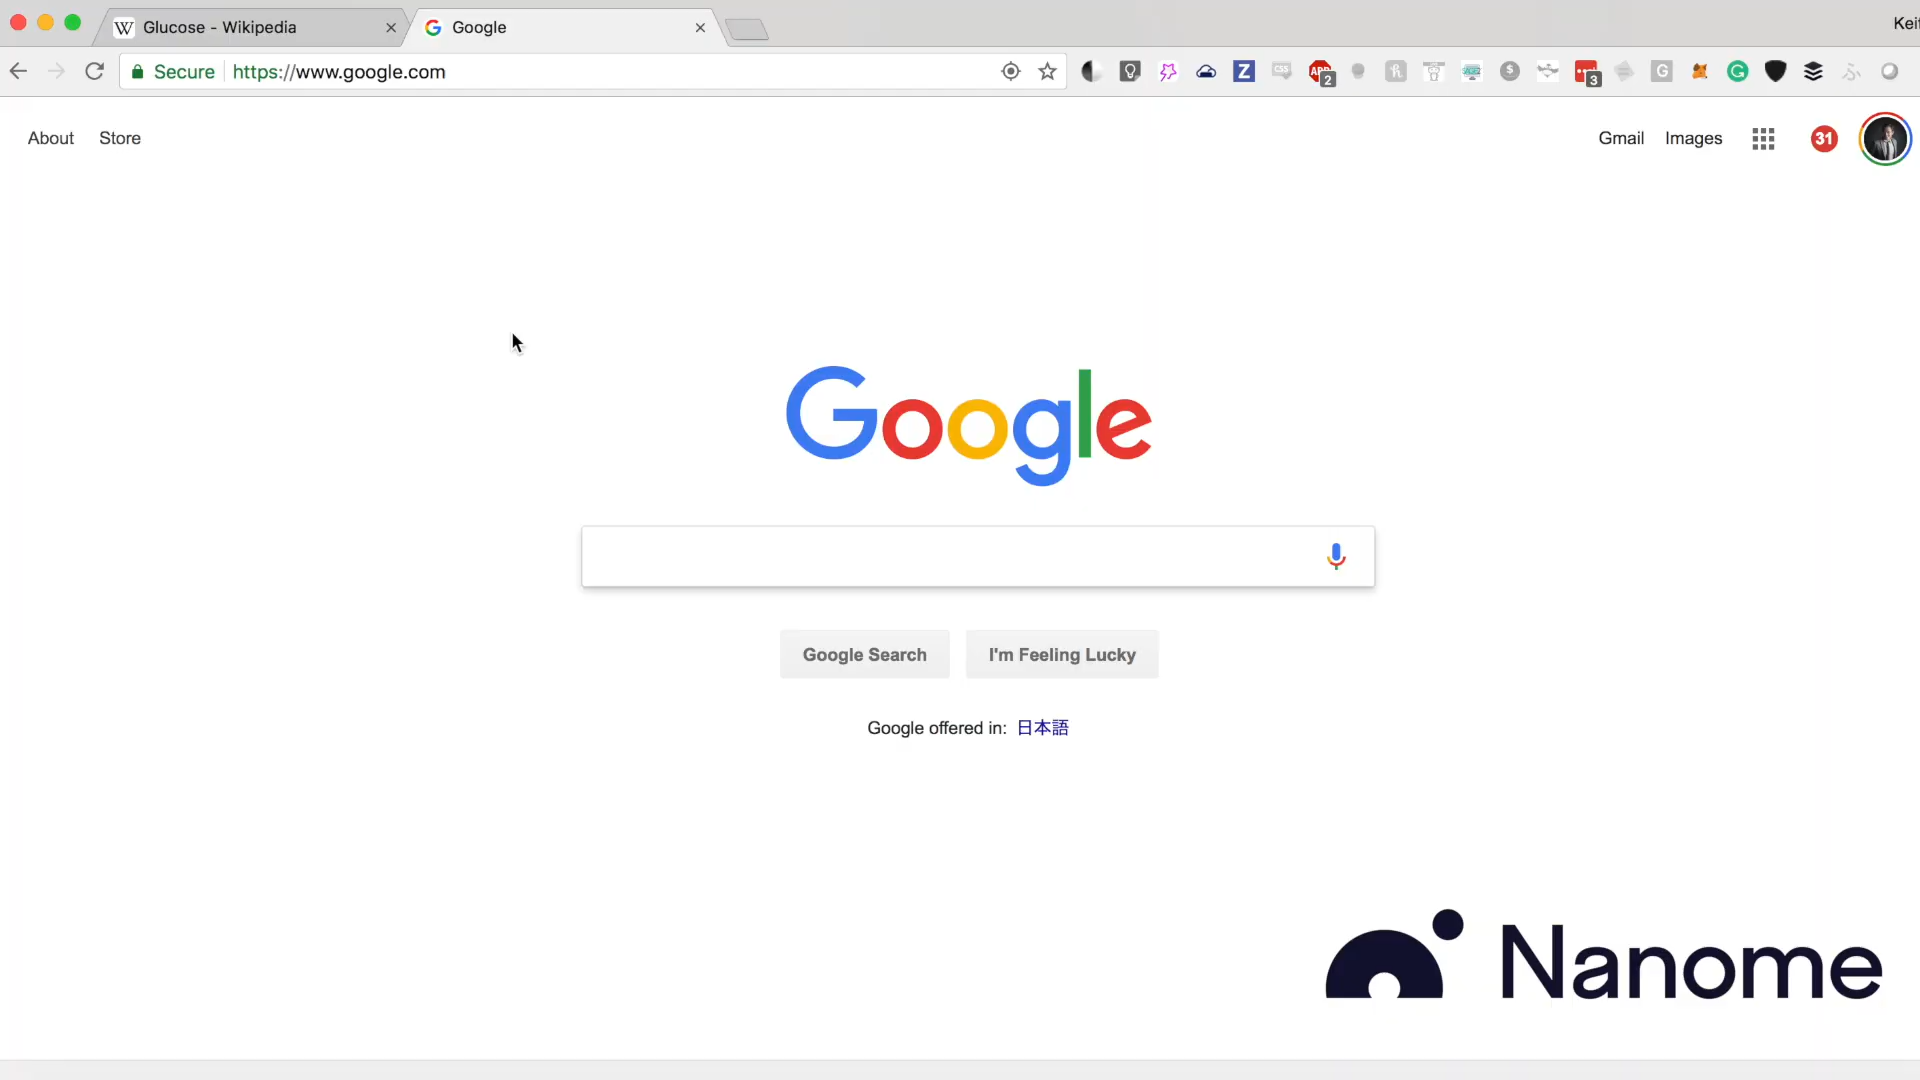 Glucose - Wikipedia
Google
Kei
Secure https://www.google.com
About Store
Gmail Images 31
Google
Google Search I'm Feeling Lucky
Google offered in: 日本語
Nanome